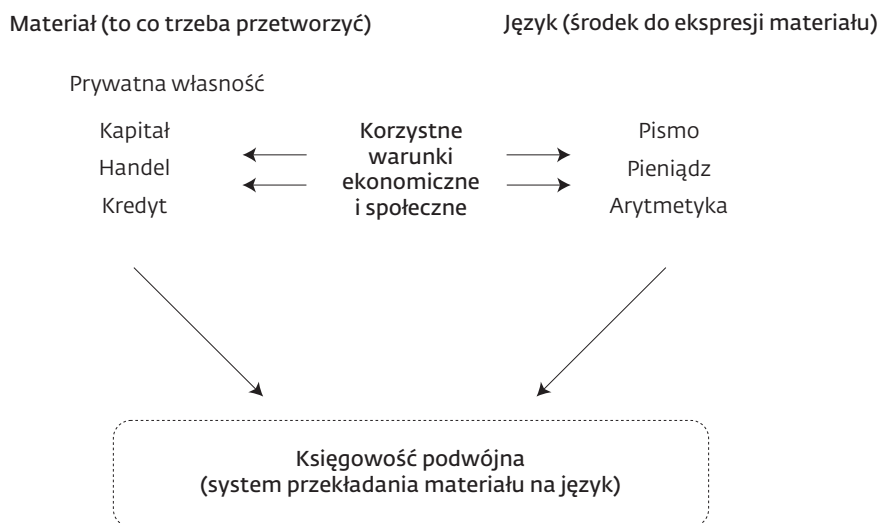 Materiał (to co trzeba przetworzyć)
Język (środek do ekspresji materiału)
Prywatna własność
Kapitał
Handel
Kredyt
Korzystne
warunki
ekonomiczne
i społeczne
Pismo
Pieniądz
Arytmetyka
Księgowość podwójna
(system przekładania materiału na język)